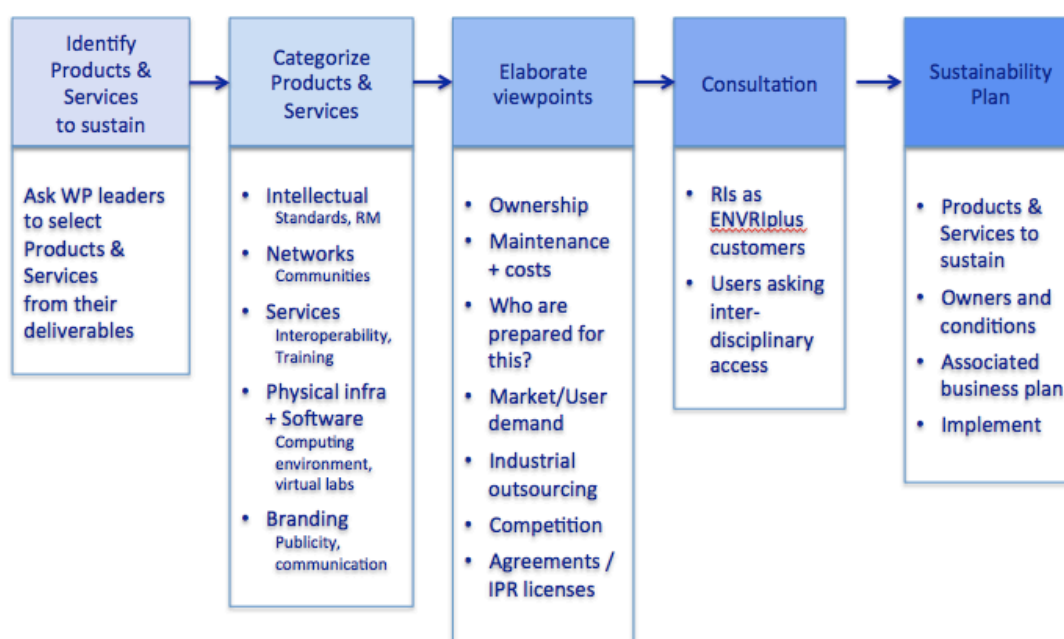 Identify
Products &
Services
to sustain
Ask WP leaders
to select
Products &
Services
from their
deliverables
Categorize
Products &
Services
• Intellectual
Standards, RM
• Networks
Communities
• Services
Interoperability,
Training
• Physical infra
+ Software
Computing
environment,
virtual labs
• Branding
Publicity,
communication
Elaborate
viewpoints
• Ownership
• Maintenance
+ costs
• Who are
prepared for
this?
• Market/User
demand
• Industrial
outsourcing
• Competition
• Agreements /
IPR licenses
Consultation
• RIs as
ENVRIplus
customers
• Users asking
inter-
disciplinary
access
Sustainability
Plan
• Products &
Services to
sustain
• Owners and
conditions
• Associated
business plan
• Implement